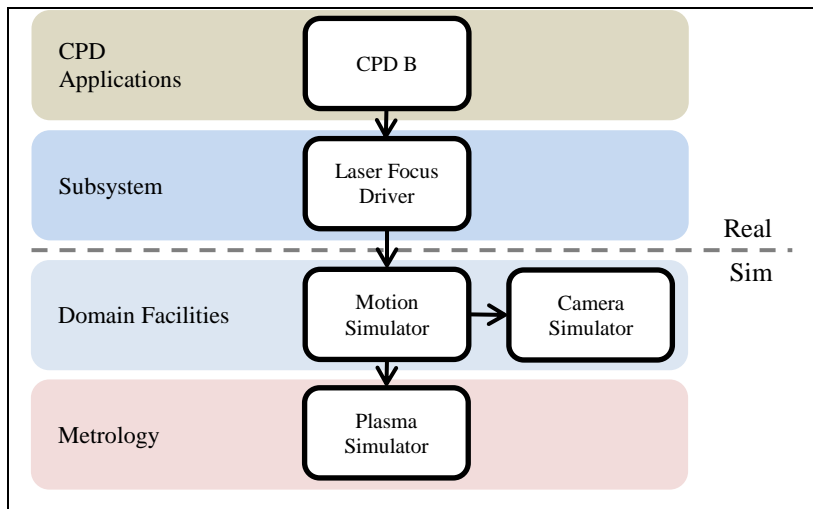 CPD
Applications
CPD B
Subsystem
Laser Focus
Driver
Real
Sim
Domain Facilities
Motion
Simulator
Camera
Simulator
Metrology
Plasma
Simulator